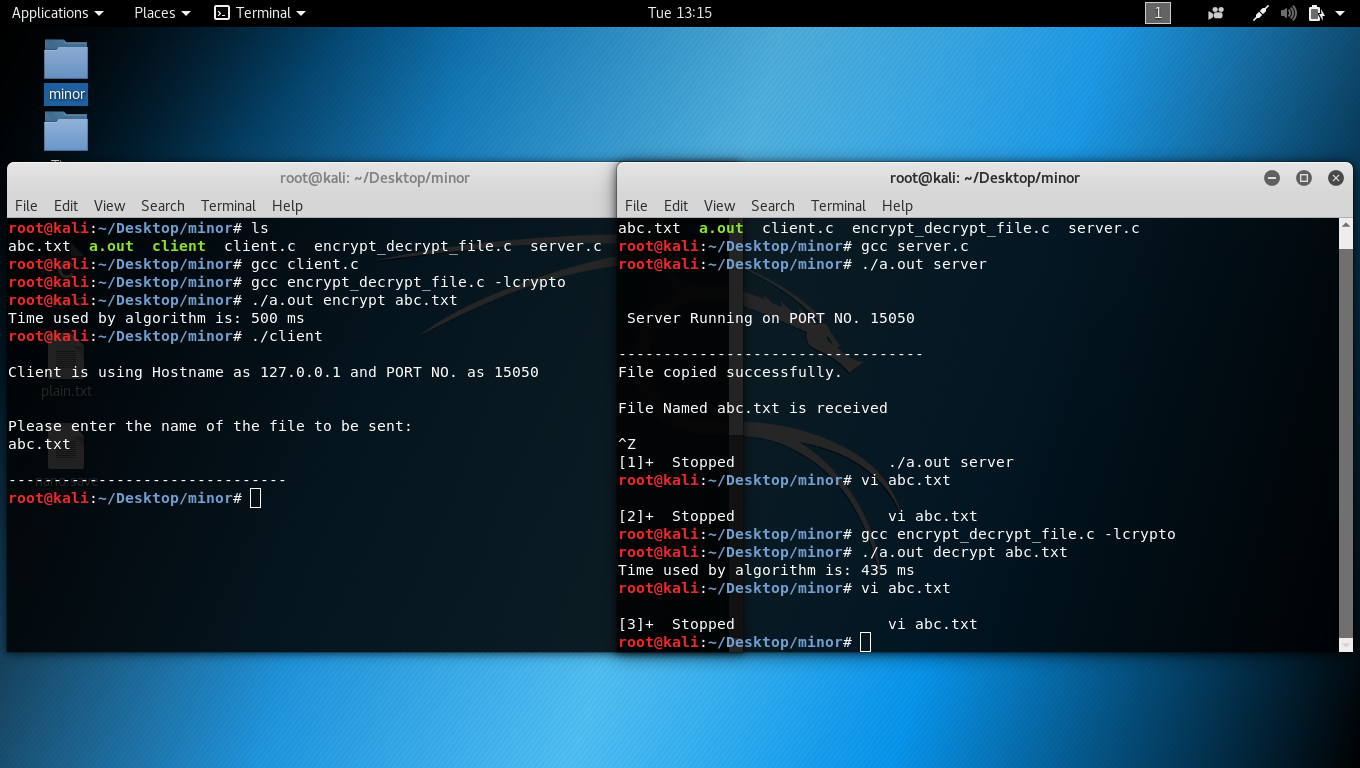 Applications Places Terminal Tue 13:15 1
minor
root@kali: ~/Desktop/minor
File Edit View Search Terminal Help
root@kali:~/Desktop/minor# ls
abc.txt  a.out  client  client.c  encrypt_decrypt_file.c  server.c
root@kali:~/Desktop/minor# gcc client.c
root@kali:~/Desktop/minor# gcc encrypt_decrypt_file.c -lcrypto
root@kali:~/Desktop/minor# ./a.out encrypt abc.txt
Time used by algorithm is: 500 ms
root@kali:~/Desktop/minor# ./client
Client is using Hostname as 127.0.0.1 and PORT NO. as 15050
plain.txt
Please enter the name of the file to be sent:
abc.txt
-------------------------------
root@kali:~/Desktop/minor#
root@kali: ~/Desktop/minor
File Edit View Search Terminal Help
abc.txt  a.out  client.c  encrypt_decrypt_file.c  server.c
root@kali:~/Desktop/minor# gcc server.c
root@kali:~/Desktop/minor# ./a.out server
Server Running on PORT NO. 15050
----------------------------------
File copied successfully.
File Named abc.txt is received
^Z
[1]+  Stopped                 ./a.out server
root@kali:~/Desktop/minor# vi abc.txt
[2]+  Stopped                 vi abc.txt
root@kali:~/Desktop/minor# gcc encrypt_decrypt_file.c -lcrypto
root@kali:~/Desktop/minor# ./a.out decrypt abc.txt
Time used by algorithm is: 435 ms
root@kali:~/Desktop/minor# vi abc.txt
[3]+  Stopped                 vi abc.txt
root@kali:~/Desktop/minor#